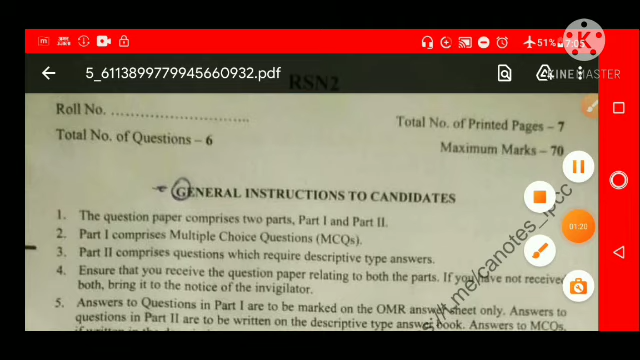 51% 7:05
KINEMASTER
5_6113899779945660932.pdf
RSN2
Roll No. ........................................
Total No. of Printed Pages – 7
Total No. of Questions – 6
Maximum Marks – 70
GENERAL INSTRUCTIONS TO CANDIDATES
1. The question paper comprises two parts, Part I and Part II.
2. Part I comprises Multiple Choice Questions (MCQs).
3. Part II comprises questions which require descriptive type answers.
4. Ensure that you receive the question paper relating to both the parts. If you have not received
both, bring it to the notice of the invigilator.
5. Answers to Questions in Part I are to be marked on the OMR answer sheet only. Answers to
questions in Part II are to be written on the descriptive type answer book. Answers to MCQs,
01:20
s://t.me/canotes_ipcc